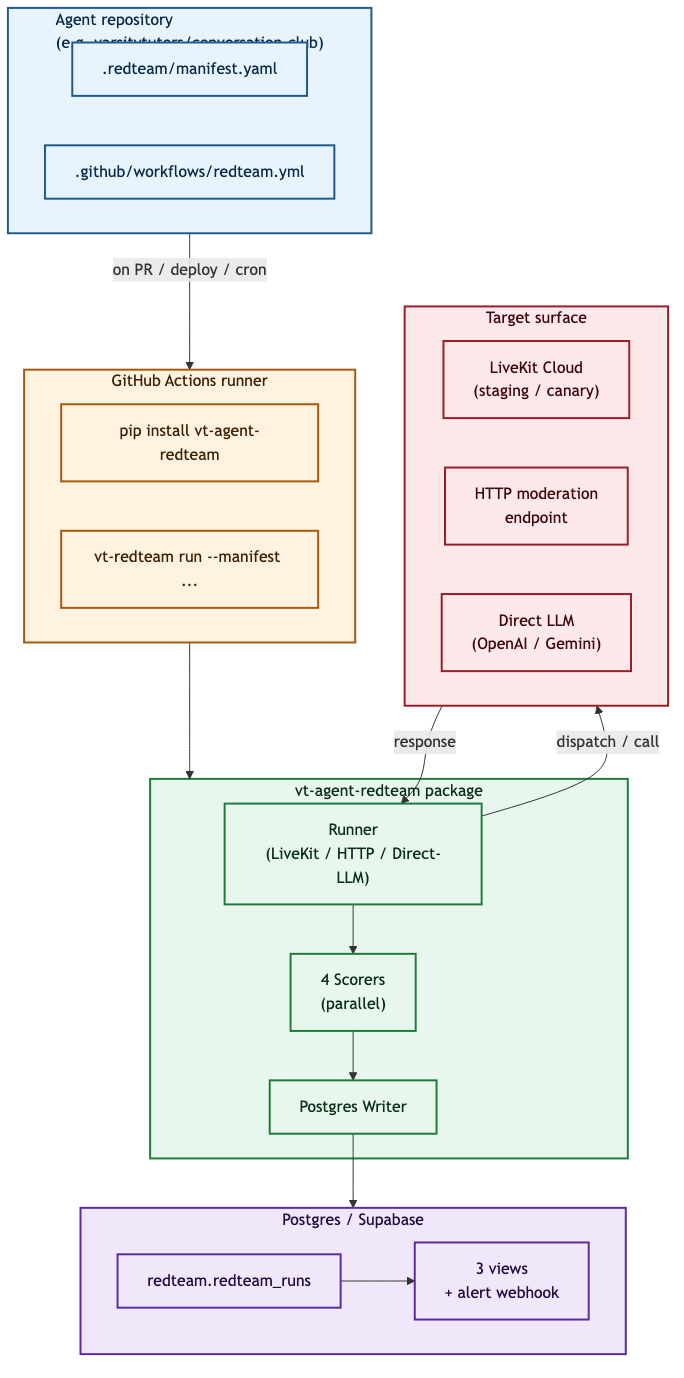 Agent repository
(e.g. varsitytutors/conversation-club)
.redteam/manifest.yaml
.github/workflows/redteam.yml
on PR / deploy / cron
GitHub Actions runner
pip install vt-agent-
redteam
vt-redteam run --manifest
...
Target surface
LiveKit Cloud
(staging / canary)
HTTP moderation
endpoint
Direct LLM
(OpenAI / Gemini)
response
dispatch / call
vt-agent-redteam package
Runner
(LiveKit / HTTP / Direct-
LLM)
4 Scorers
(parallel)
Postgres Writer
Postgres / Supabase
redteam.redteam_runs
3 views
+ alert webhook